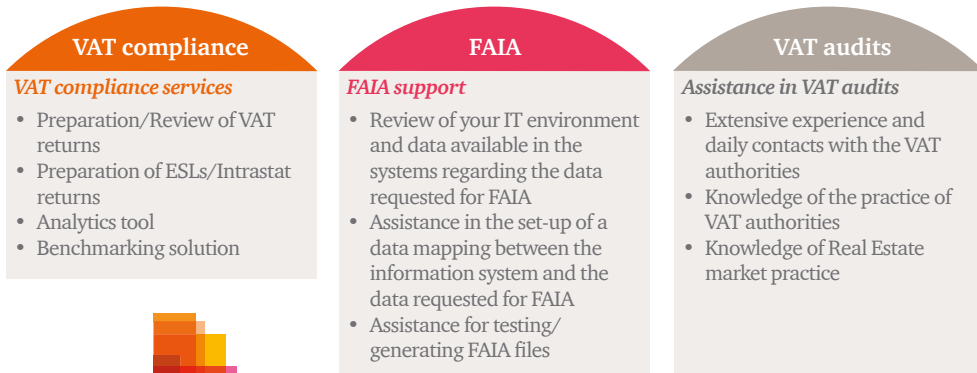 VAT compliance
VAT compliance services
• Preparation/Review of VAT
returns
• Preparation of ESLs/Intrastat
returns
• Analytics tool
• Benchmarking solution
FAIA
FAIA support
• Review of your IT environment
and data available in the
systems regarding the data
requested for FAIA
• Assistance in the set-up of a
data mapping between the
information system and the
data requested for FAIA
• Assistance for testing/
generating FAIA files
VAT audits
Assistance in VAT audits
• Extensive experience and
daily contacts with the VAT
authorities
• Knowledge of the practice of
VAT authorities
• Knowledge of Real Estate
market practice